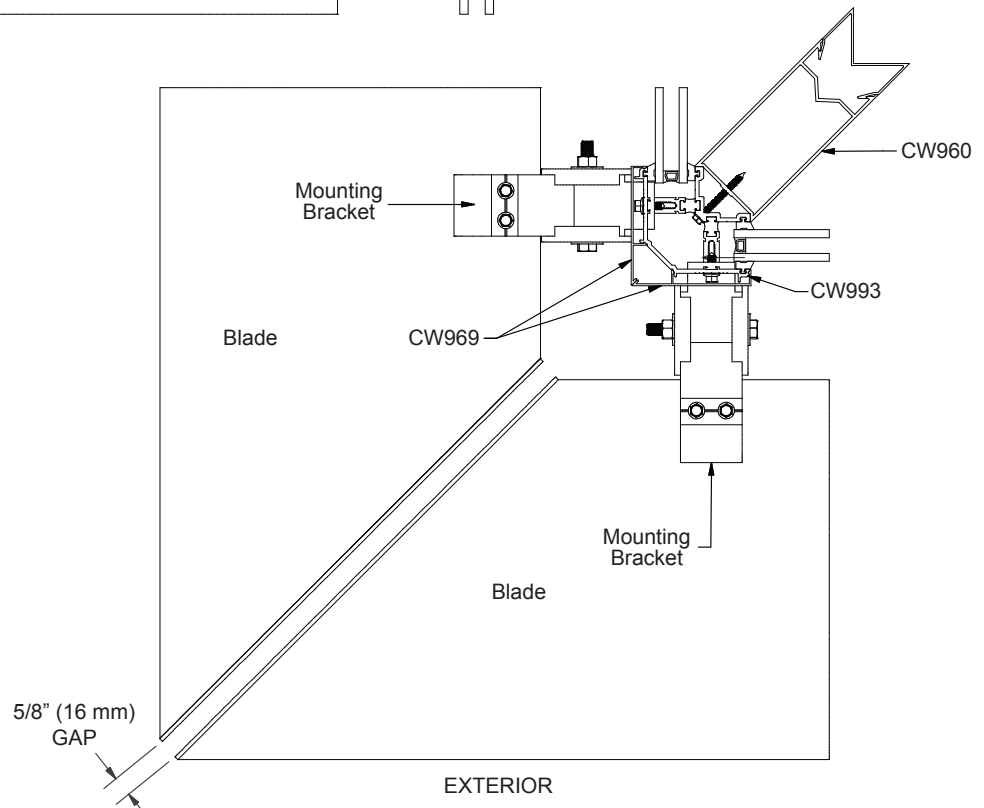 CW960
Mounting
Bracket
CW993
Blade
CW969
Mounting
Bracket
Blade
5/8” (16 mm)
GAP
EXTERIOR